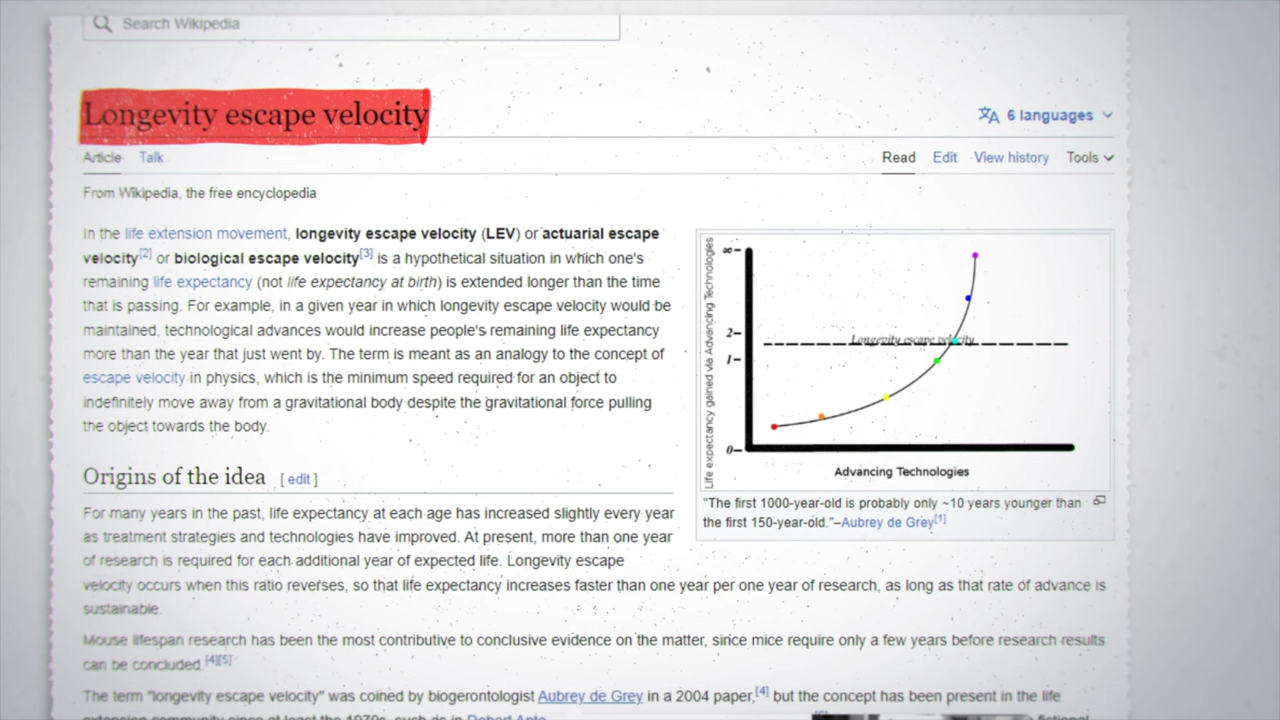 Search Wikipedia
Longevity escape velocity
6 languages
Article Talk
Read Edit View history Tools
From Wikipedia, the free encyclopedia
In the life extension movement, longevity escape velocity (LEV) or actuarial escape
velocity[2] or biological escape velocity[3] is a hypothetical situation in which one's
remaining life expectancy (not life expectancy at birth) is extended longer than the time
that is passing. For example, in a given year in which longevity escape velocity would be
maintained, technological advances would increase people's remaining life expectancy
more than the year that just went by. The term is meant as an analogy to the concept of
escape velocity in physics, which is the minimum speed required for an object to
indefinitely move away from a gravitational body despite the gravitational force pulling
the object towards the body.
Life expectancy gained via Advancing Technologies
∞
2
Longevity escape velocity
1
0
Advancing Technologies
"The first 1000-year-old is probably only ~10 years younger than
the first 150-year-old."–Aubrey de Grey[1]
Origins of the idea [ edit ]
For many years in the past, life expectancy at each age has increased slightly every year
as treatment strategies and technologies have improved. At present, more than one year
of research is required for each additional year of expected life. Longevity escape
velocity occurs when this ratio reverses, so that life expectancy increases faster than one year per one year of research, as long as that rate of advance is
sustainable.
Mouse lifespan research has been the most contributive to conclusive evidence on the matter, since mice require only a few years before research results
can be concluded.[4][5]
The term "longevity escape velocity" was coined by biogerontologist Aubrey de Grey in a 2004 paper,[4] but the concept has been present in the life
extension community since at least the 1970s, such as in Robert Anto